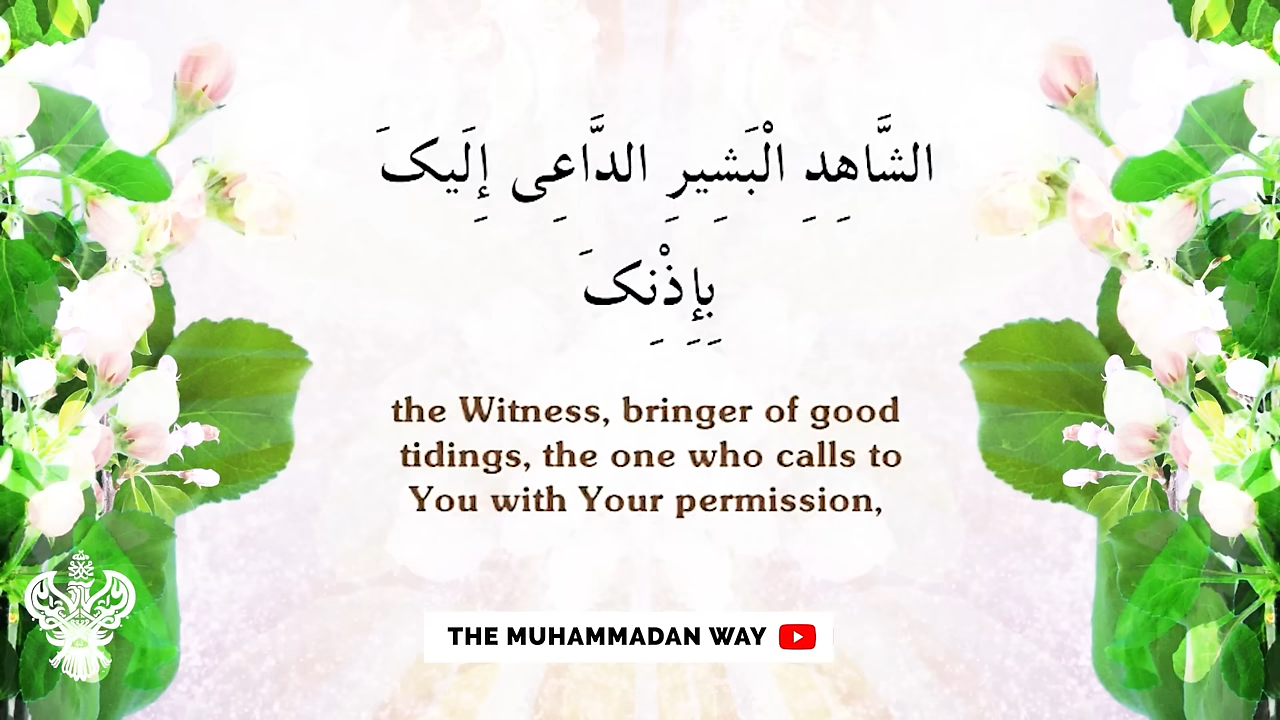 الشَّاهِدِ الْبَشِيرِ الدَّاعِى إِلَيکَ
بِإِذْنِکَ
the Witness, bringer of good
tidings, the one who calls to
You with Your permission,
THE MUHAMMADAN WAY